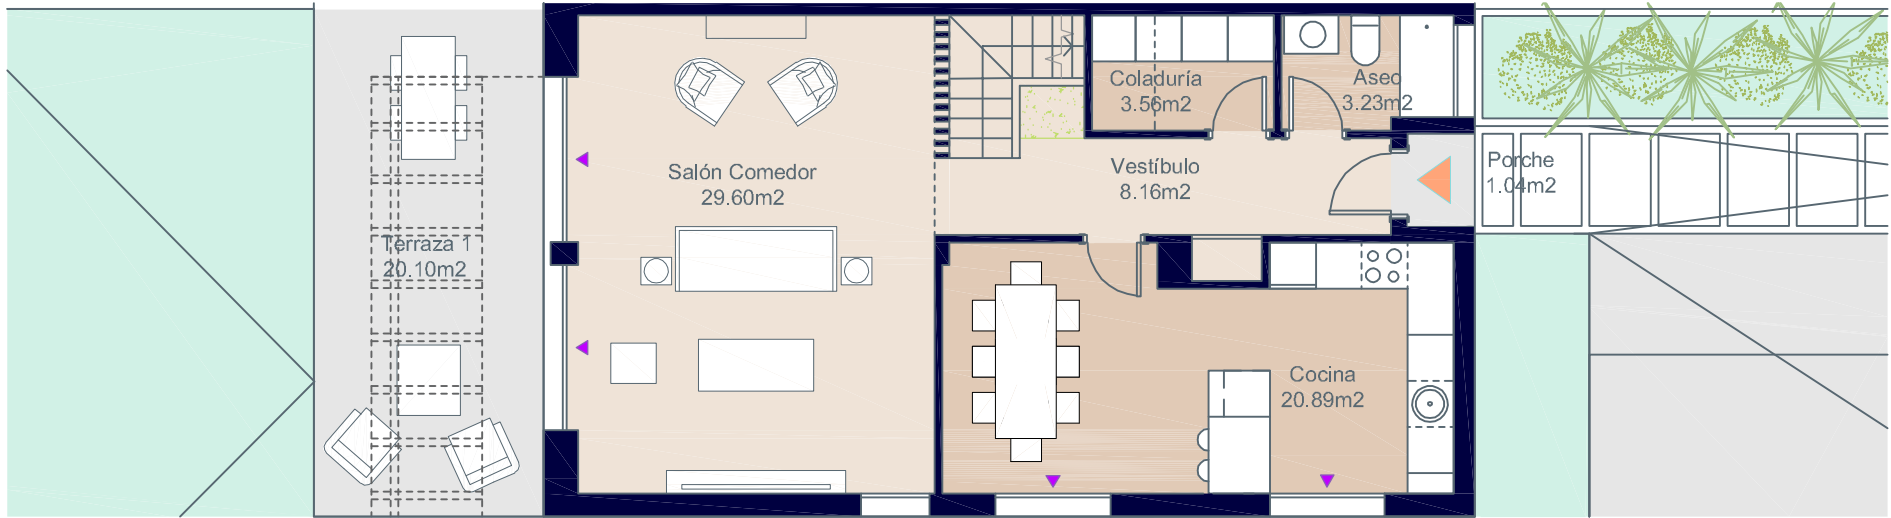 Terraza 1
20.10m2
Salón Comedor
29.60m2
Coladuría
3.56m2
Aseo
3.23m2
Vestíbulo
8.16m2
Porche
1.04m2
Cocina
20.89m2